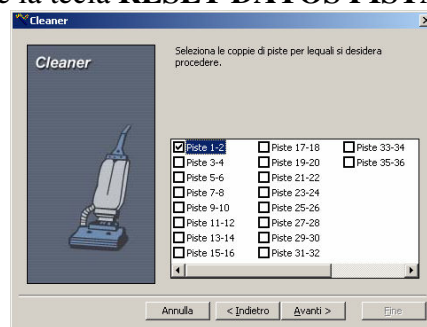 la tecla RESET DATOS PIST
Cleaner
Cleaner
Seleziona le coppie di piste per lequali si desidera
procedere.
Piste 1-2 Piste 17-18 Piste 33-34
Piste 3-4 Piste 19-20 Piste 35-36
Piste 5-6 Piste 21-22
Piste 7-8 Piste 23-24
Piste 9-10 Piste 25-26
Piste 11-12 Piste 27-28
Piste 13-14 Piste 29-30
Piste 15-16 Piste 31-32
Annulla < Indietro Avanti > Fine